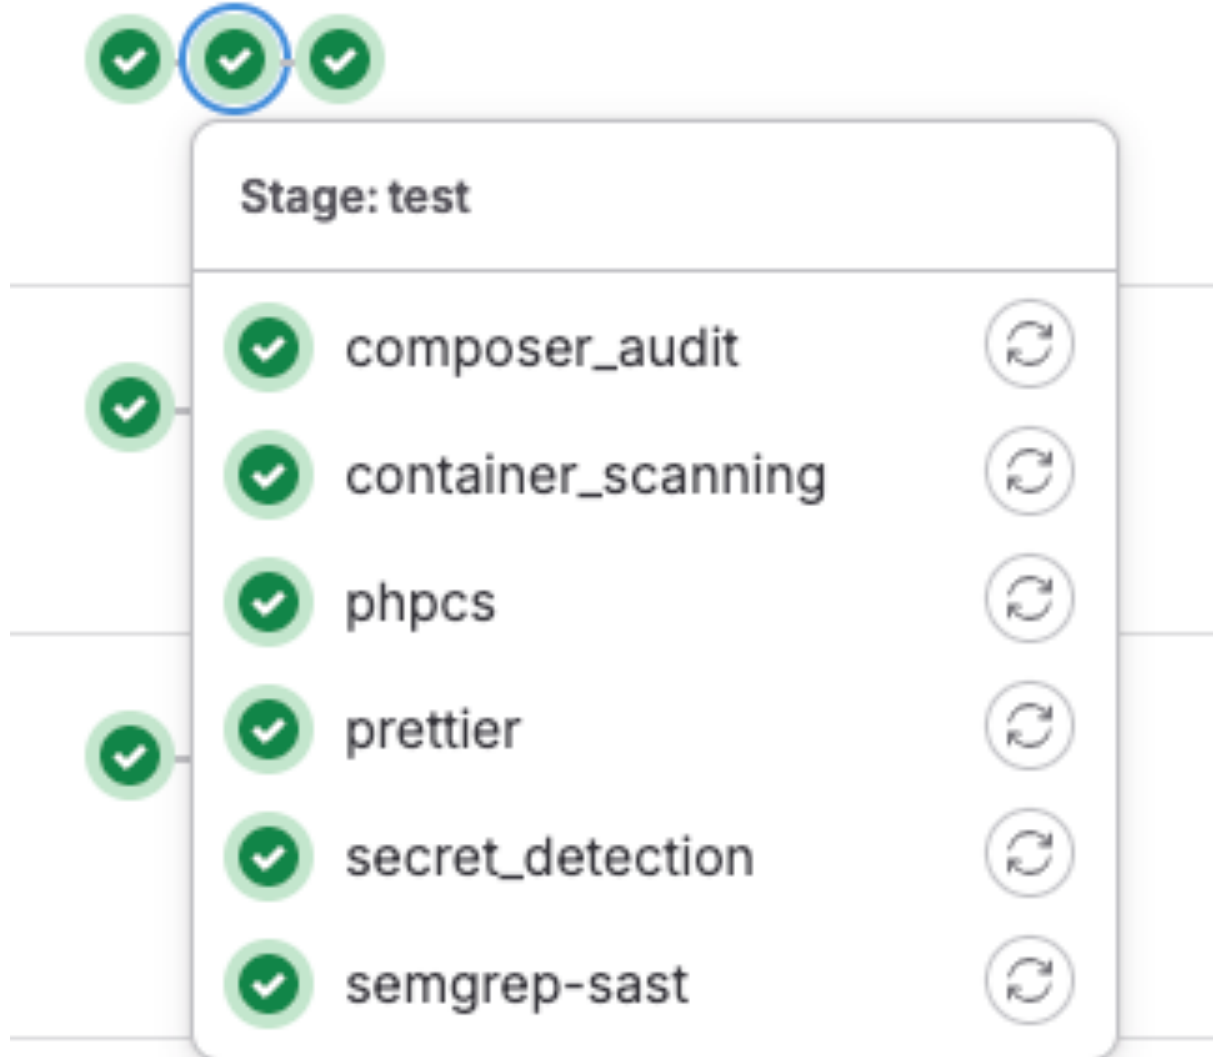 Stage: test
composer_audit
container_scanning
phpcs
prettier
secret_detection
semgrep-sast